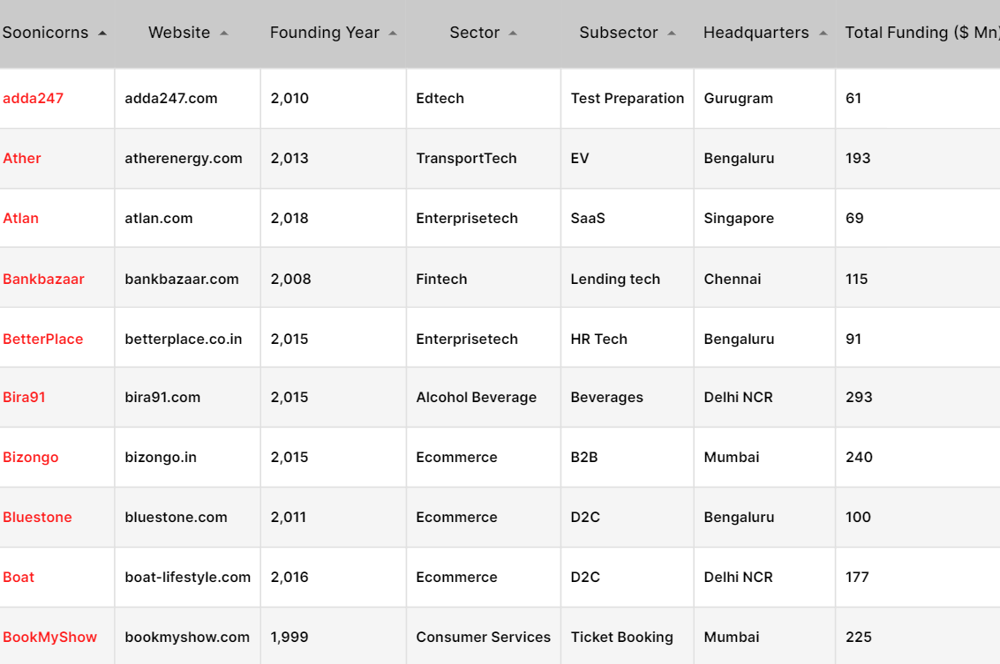 Soonicorns Website Founding Year Sector Subsector Headquarters Total Funding ($ Mn)
adda247 adda247.com 2,010 Edtech Test Preparation Gurugram 61
Ather atherenergy.com 2,013 TransportTech EV Bengaluru 193
Atlan atlan.com 2,018 Enterprisetech SaaS Singapore 69
Bankbazaar bankbazaar.com 2,008 Fintech Lending tech Chennai 115
BetterPlace betterplace.co.in 2,015 Enterprisetech HR Tech Bengaluru 91
Bira91 bira91.com 2,015 Alcohol Beverage Beverages Delhi NCR 293
Bizongo bizongo.in 2,015 Ecommerce B2B Mumbai 240
Bluestone bluestone.com 2,011 Ecommerce D2C Bengaluru 100
Boat boat-lifestyle.com 2,016 Ecommerce D2C Delhi NCR 177
BookMyShow bookmyshow.com 1,999 Consumer Services Ticket Booking Mumbai 225